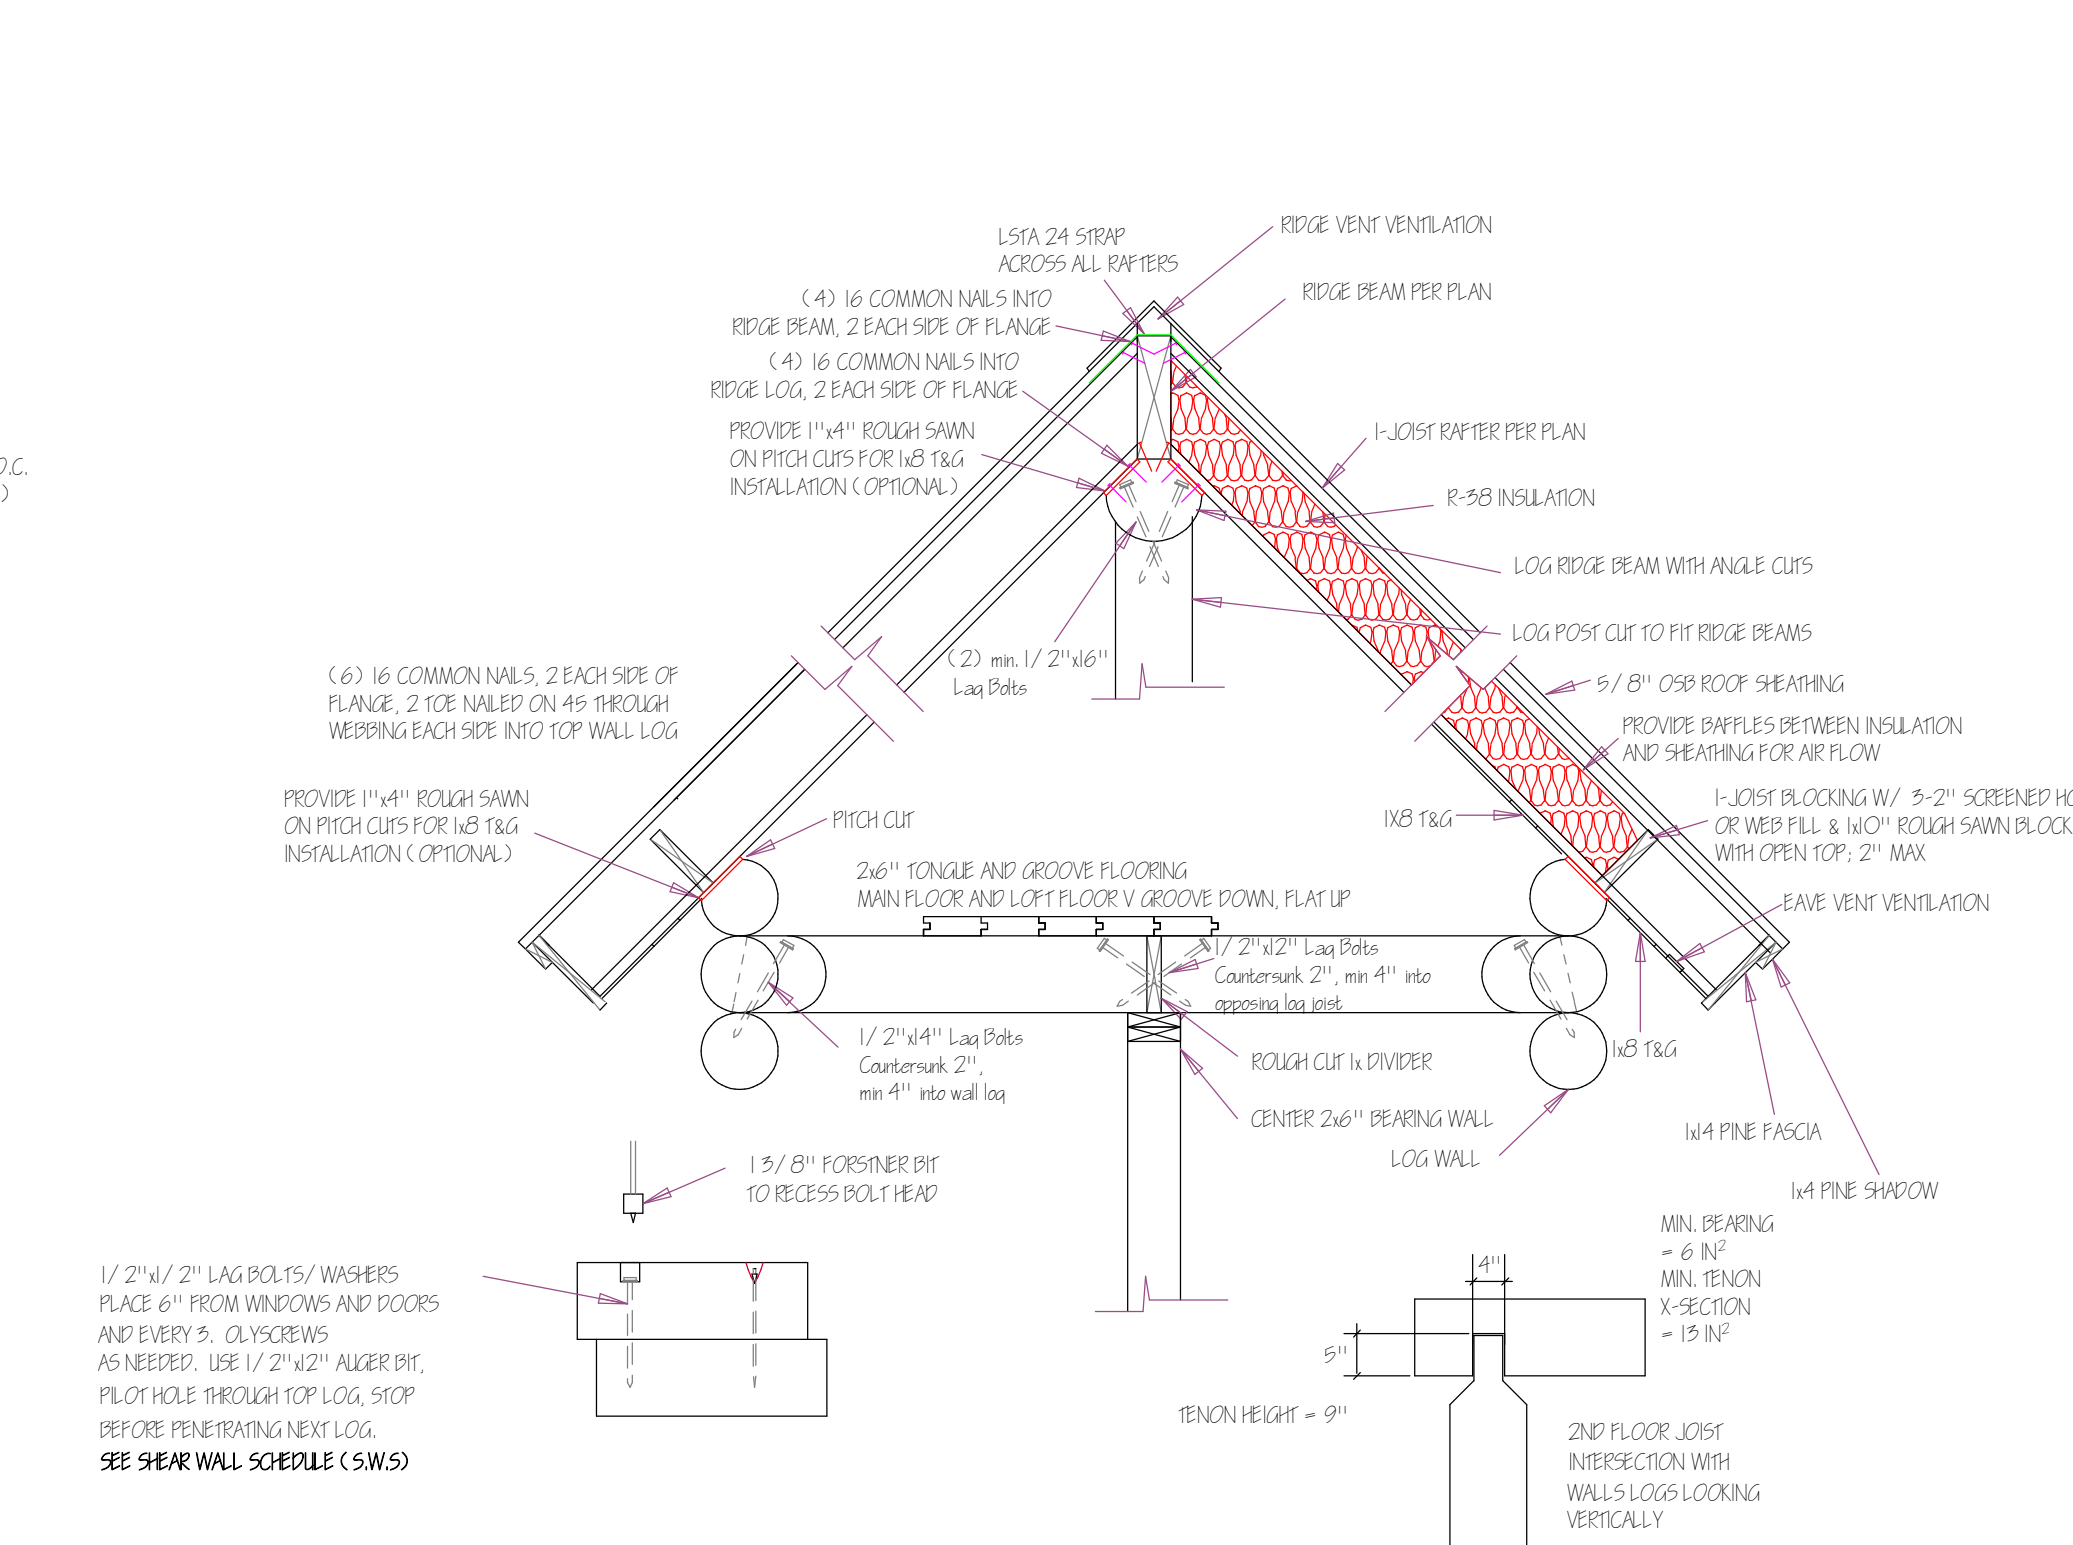 O.C.
)
LSTA 24 STRAP
ACROSS ALL RAFTERS
RIDGE VENT VENTILATION
RIDGE BEAM PER PLAN
(4) 16 COMMON NAILS INTO
RIDGE BEAM, 2 EACH SIDE OF FLANGE
(4) 16 COMMON NAILS INTO
RIDGE LOG, 2 EACH SIDE OF FLANGE
PROVIDE 1"x4" ROUGH SAWN
ON PITCH CUTS FOR 1x8 T&G
INSTALLATION (OPTIONAL)
I-JOIST RAFTER PER PLAN
R-38 INSULATION
LOG RIDGE BEAM WITH ANGLE CUTS
LOG POST CUT TO FIT RIDGE BEAMS
(2) min. 1/2"x16"
Lag Bolts
(6) 16 COMMON NAILS, 2 EACH SIDE OF
FLANGE, 2 TOE NAILED ON 45 THROUGH
WEBBING EACH SIDE INTO TOP WALL LOG
5/8" OSB ROOF SHEATHING
PROVIDE BAFFLES BETWEEN INSULATION
AND SHEATHING FOR AIR FLOW
PROVIDE 1"x4" ROUGH SAWN
ON PITCH CUTS FOR 1x8 T&G
INSTALLATION (OPTIONAL)
PITCH CUT
1X8 T&G
I-JOIST BLOCKING W/ 3-2" SCREENED HO
OR WEB FILL & 1x10" ROUGH SAWN BLOCK
WITH OPEN TOP; 2" MAX
2x6" TONGUE AND GROOVE FLOORING
MAIN FLOOR AND LOFT FLOOR V GROOVE DOWN, FLAT UP
EAVE VENT VENTILATION
1/2"x12" Lag Bolts
Countersunk 2", min 4" into
opposing log joist
1/2"x14" Lag Bolts
Countersunk 2",
min 4" into wall log
ROUGH CUT 1x DIVIDER
1x8 T&G
CENTER 2x6" BEARING WALL
LOG WALL
1x14 PINE FASCIA
1x4 PINE SHADOW
1 3/8" FORSTNER BIT
TO RECESS BOLT HEAD
1/2"x1/2" LAG BOLTS/WASHERS
PLACE 6" FROM WINDOWS AND DOORS
AND EVERY 3. OLYSCREWS
AS NEEDED. USE 1/2"x12" AUGER BIT,
PILOT HOLE THROUGH TOP LOG, STOP
BEFORE PENETRATING NEXT LOG.
SEE SHEAR WALL SCHEDULE (S.W.S)
MIN. BEARING
= 6 IN²
MIN. TENON
X-SECTION
= 13 IN²
4"
5"
TENON HEIGHT = 9"
2ND FLOOR JOIST
INTERSECTION WITH
WALLS LOGS LOOKING
VERTICALLY